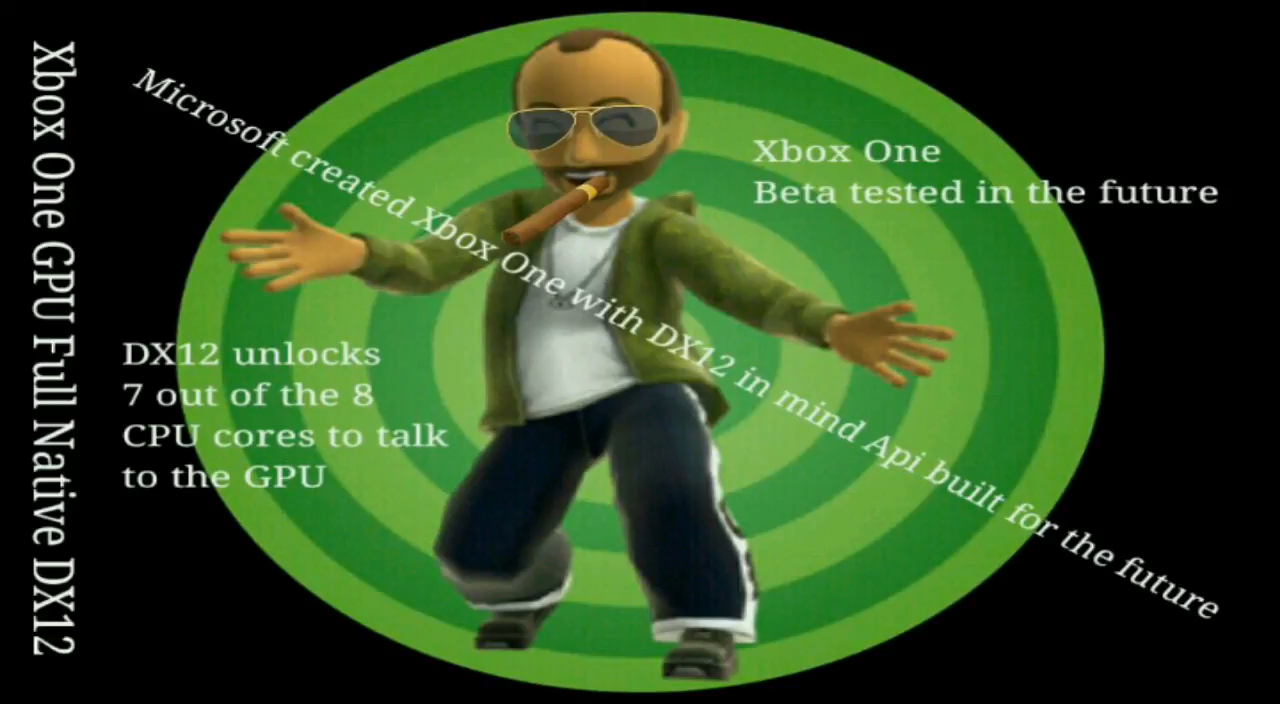 Xbox One GPU Full Native DX12
Microsoft created Xbox One with DX12 in mind Api built for the future
Xbox One
Beta tested in the future
DX12 unlocks
7 out of the 8
CPU cores to talk
to the GPU